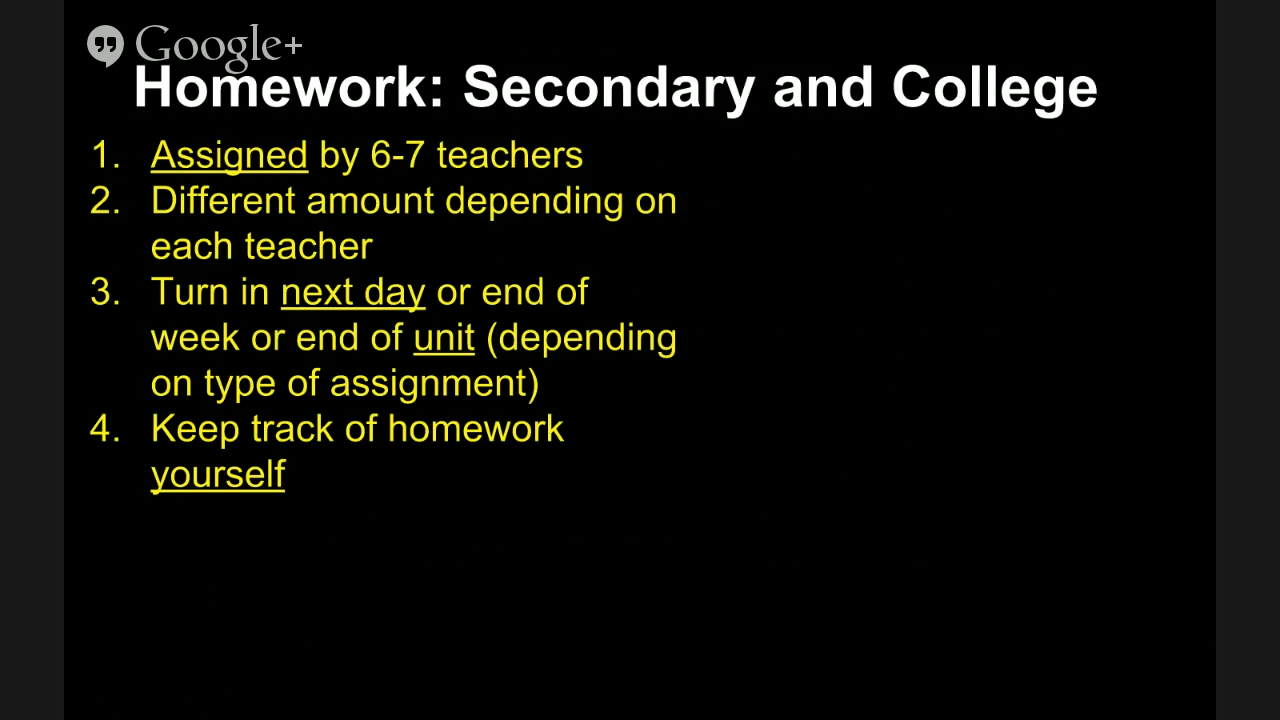 Google+
Homework: Secondary and College
1. Assigned by 6-7 teachers
2. Different amount depending on
each teacher
3. Turn in next day or end of
week or end of unit (depending
on type of assignment)
4. Keep track of homework
yourself